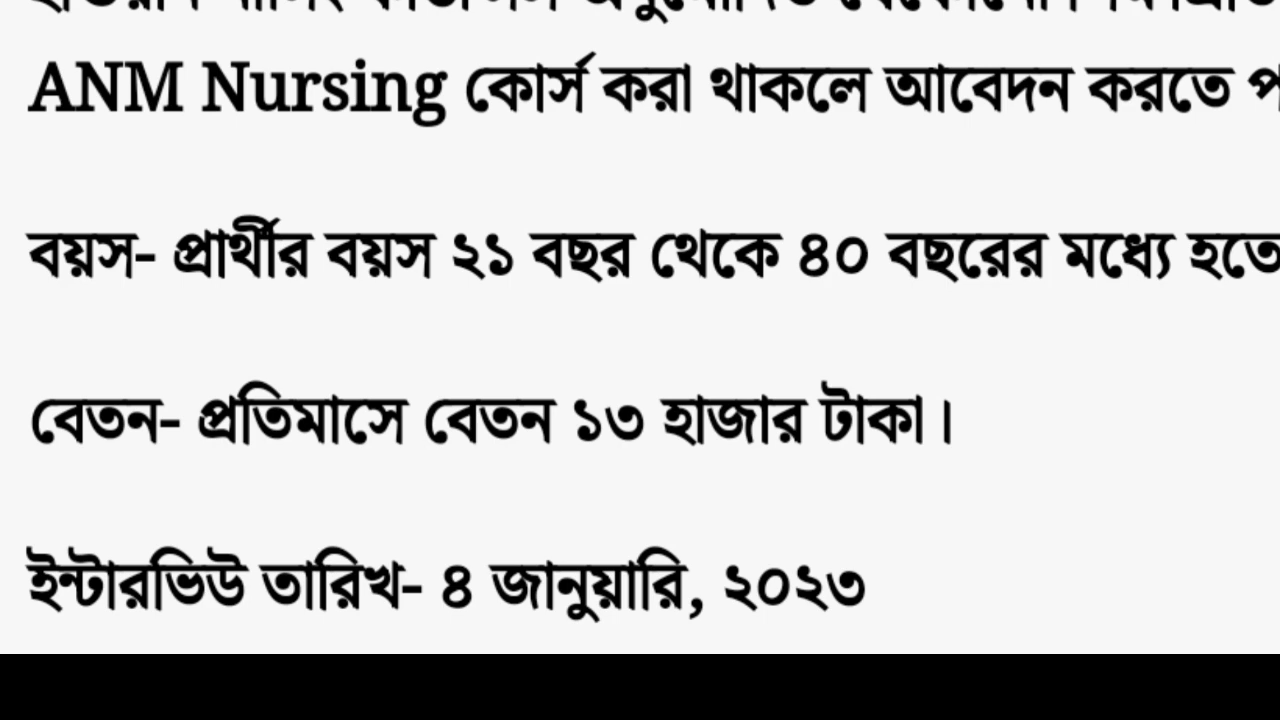 ANM Nursing কোর্স করা থাকলে আবেদন করতে
বয়স- প্রার্থীর বয়স ২১ বছর থেকে ৪০ বছরের মধ্যে হতে
বেতন- প্রতিমাসে বেতন ১৩ হাজার টাকা।
ইন্টারভিউ তারিখ- ৪ জানুয়ারি, ২০২৩